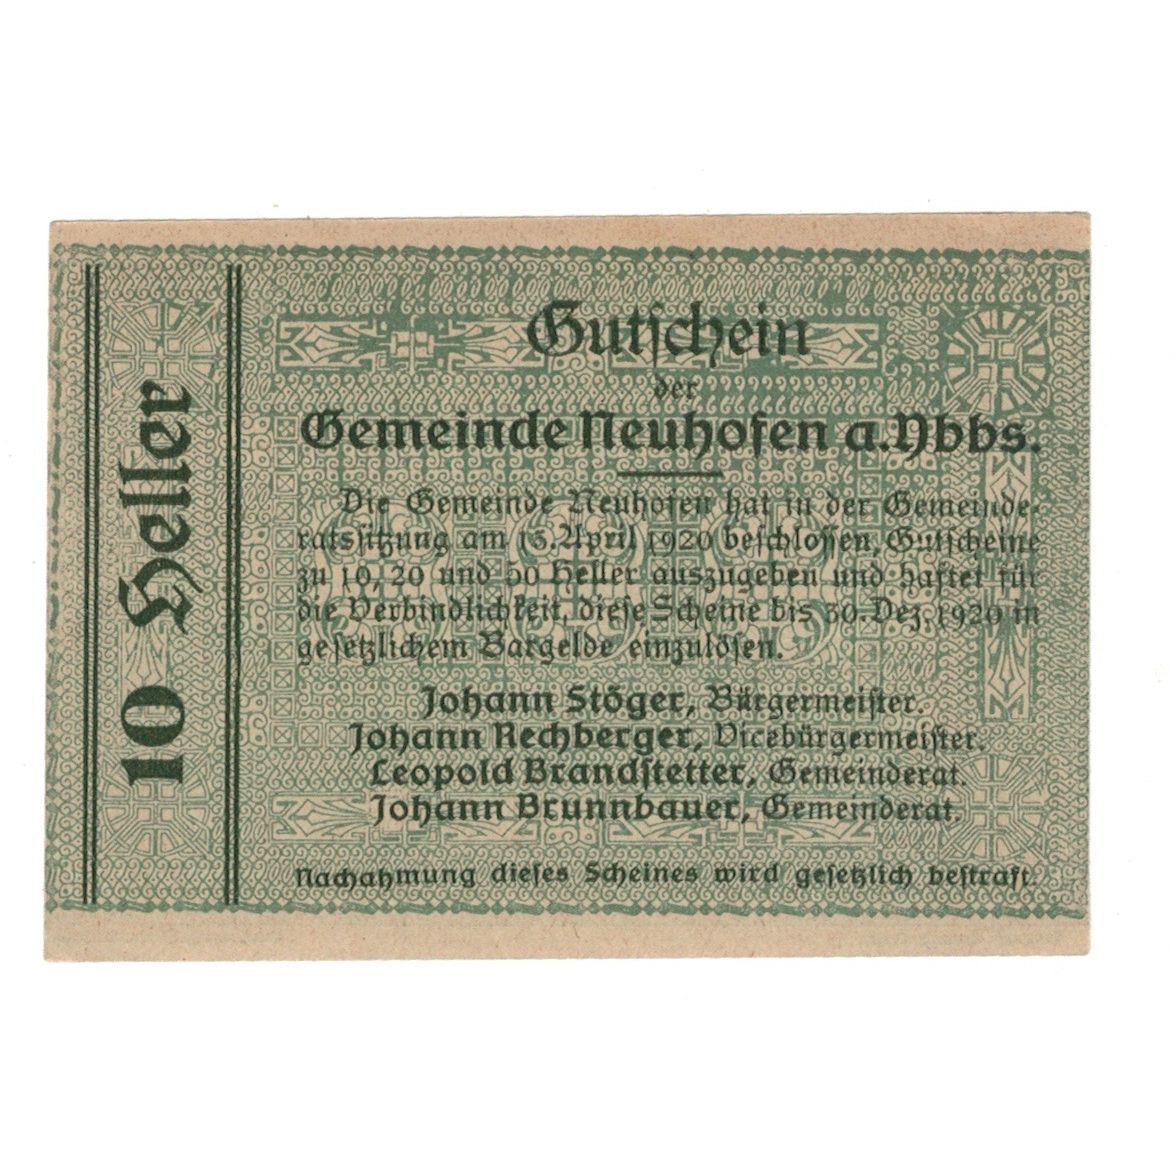 10 Heller
Gutschein
der
Gemeinde Neuhofen a. Ybbs.
Die Gemeinde Neuhofen hat in der Gemeinde-
ratssitzung am 15. April 1920 beschlossen, Gutscheine
zu 10, 20 und 50 Heller auszugeben und haftet für
die Verbindlichkeit, diese Scheine bis 30. Dez. 1920 in
gesetzlichem Bargelde einzulösen.
Johann Stöger, Bürgermeister.
Johann Rechberger, Vicebürgermeister.
Leopold Brandstetter, Gemeinderat.
Johann Brunnbauer, Gemeinderat.
Nachahmung dieses Scheines wird gesetzlich bestraft.